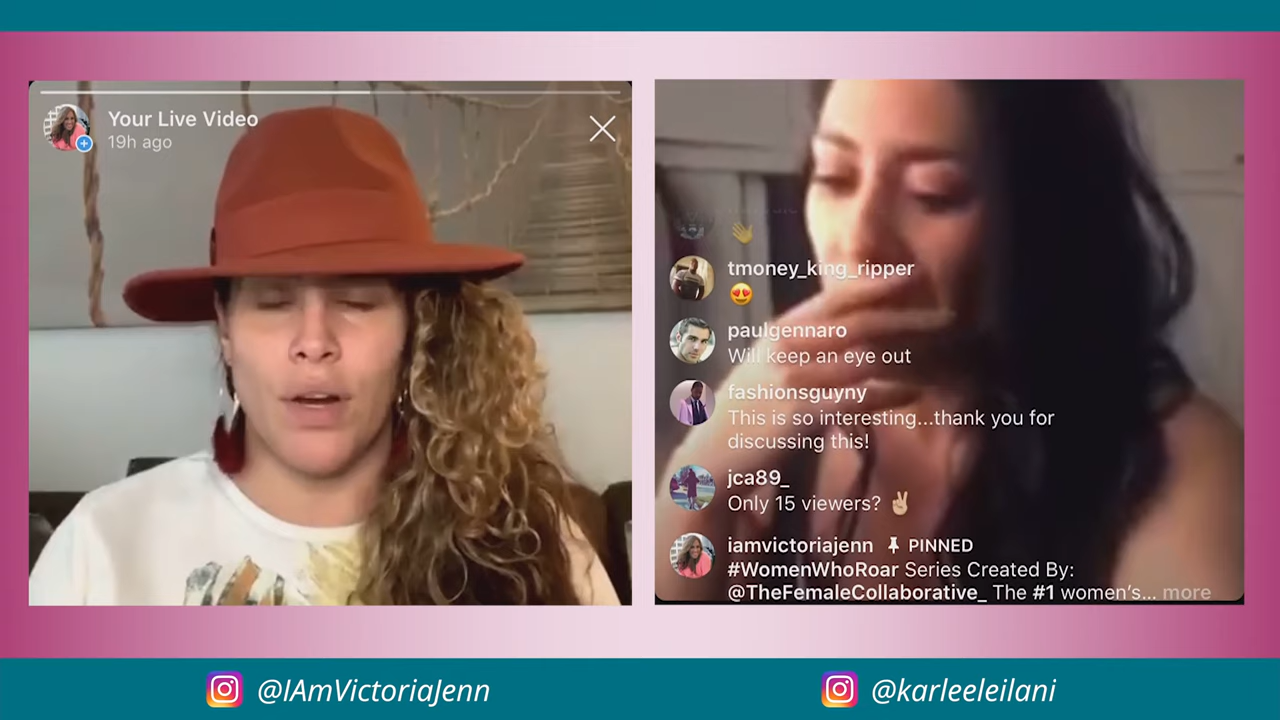 Your Live Video
19h ago
tmoney_king_ripper
paulgennaro
Will keep an eye out
fashionsguyny
This is so interesting...thank you for
discussing this!
jca89_
Only 15 viewers? ✌🏼
iamvictoriajenn PINNED
#WomenWhoRoar Series Created By:
@TheFemaleCollaborative_ The #1 women's... more
@IAmVictoriaJenn
@karleeleilani